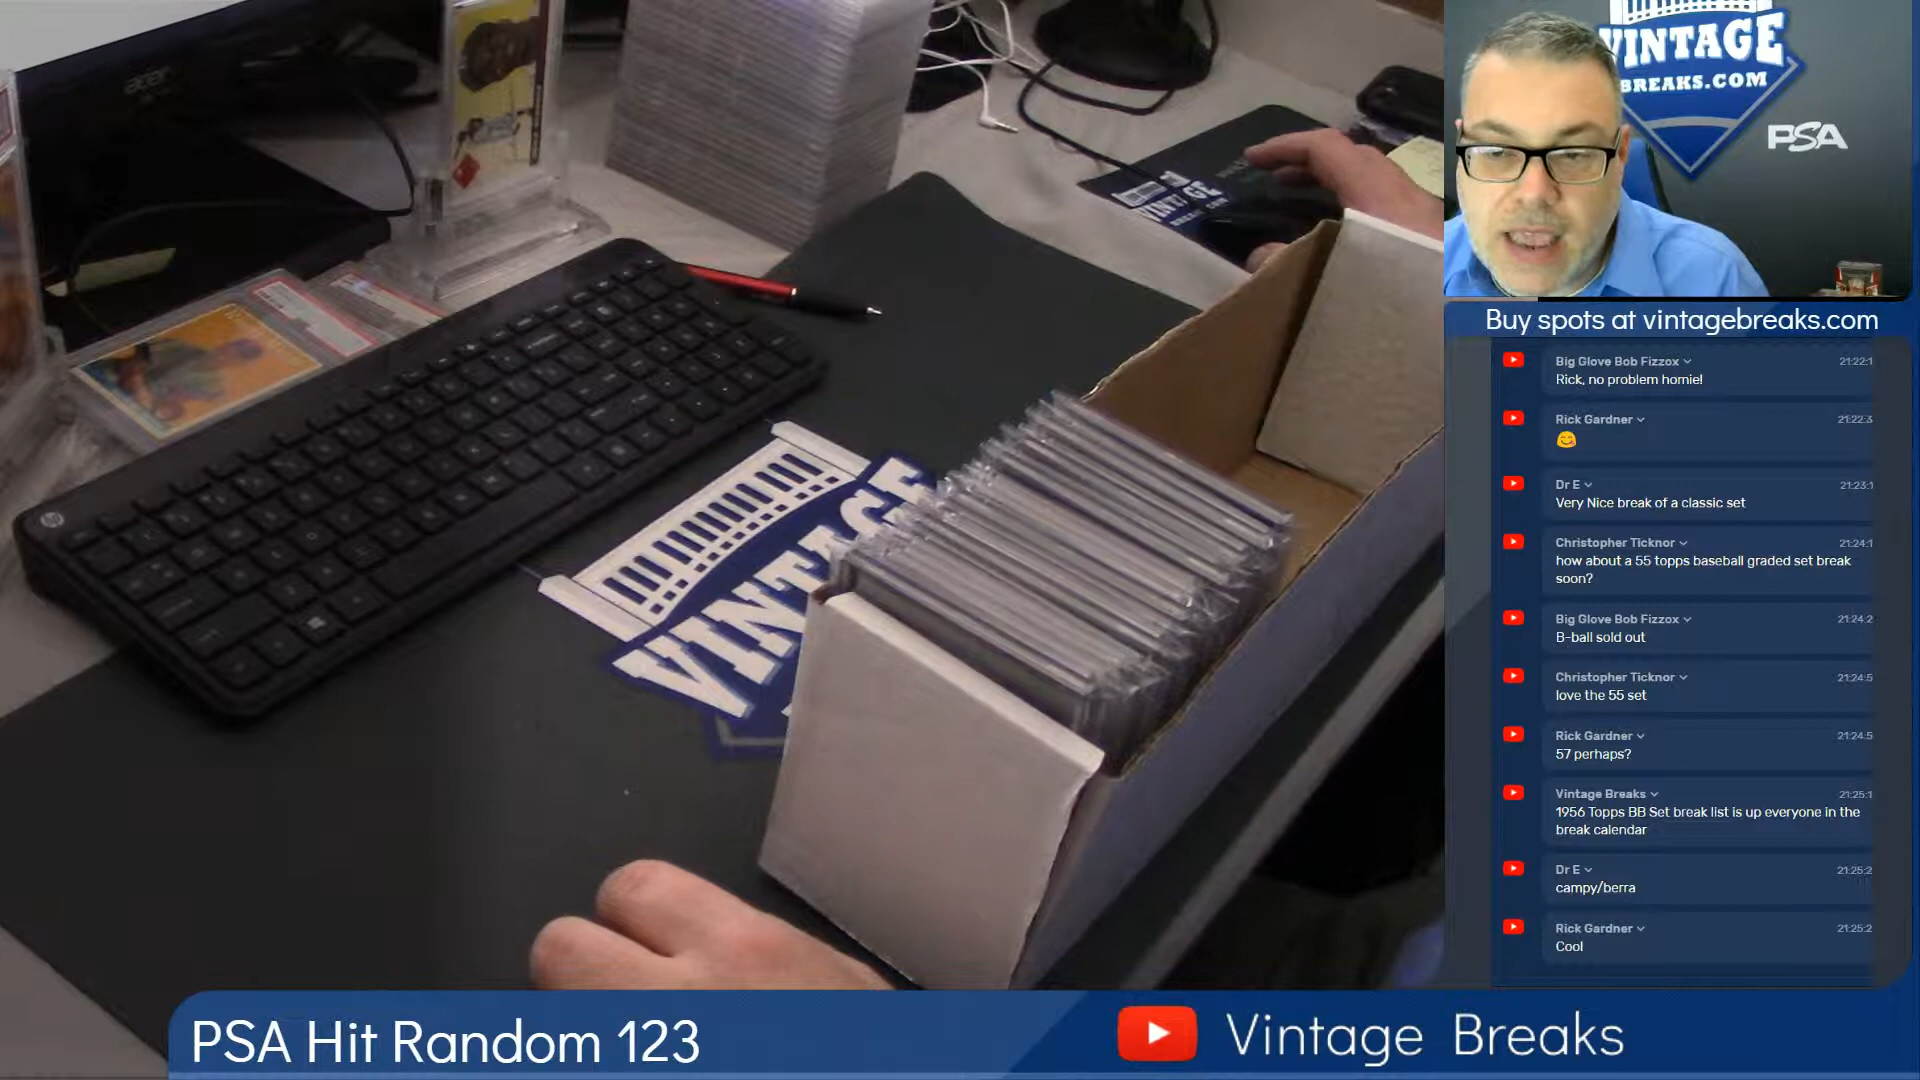 acer
VINTAGE
BREAKS.COM
PSA
VINTAGE
BREAKS.COM
VINTAGE
Buy spots at vintagebreaks.com
Big Glove Bob Fizzox 21:22:1
Rick, no problem homie!
Rick Gardner 21:22:3
Dr E 21:23:1
Very Nice break of a classic set
Christopher Ticknor 21:24:1
how about a 55 topps baseball graded set break
soon?
Big Glove Bob Fizzox 21:24:2
B-ball sold out
Christopher Ticknor 21:24:5
love the 55 set
Rick Gardner 21:24:5
57 perhaps?
Vintage Breaks 21:25:1
1956 Topps BB Set break list is up everyone in the
break calendar
Dr E 21:25:2
campy/berra
Rick Gardner 21:25:2
Cool
PSA Hit Random 123
Vintage Breaks